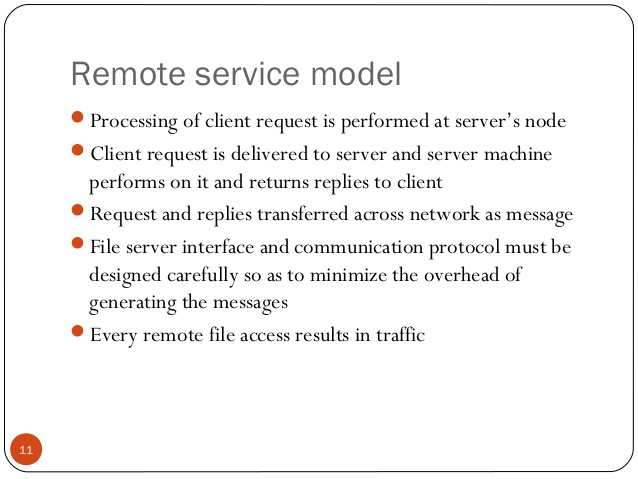 Remote service model
Processing of client request is performed at server’s node
Client request is delivered to server and server machine
performs on it and returns replies to client
Request and replies transferred across network as message
File server interface and communication protocol must be
designed carefully so as to minimize the overhead of
generating the messages
Every remote file access results in traffic
11